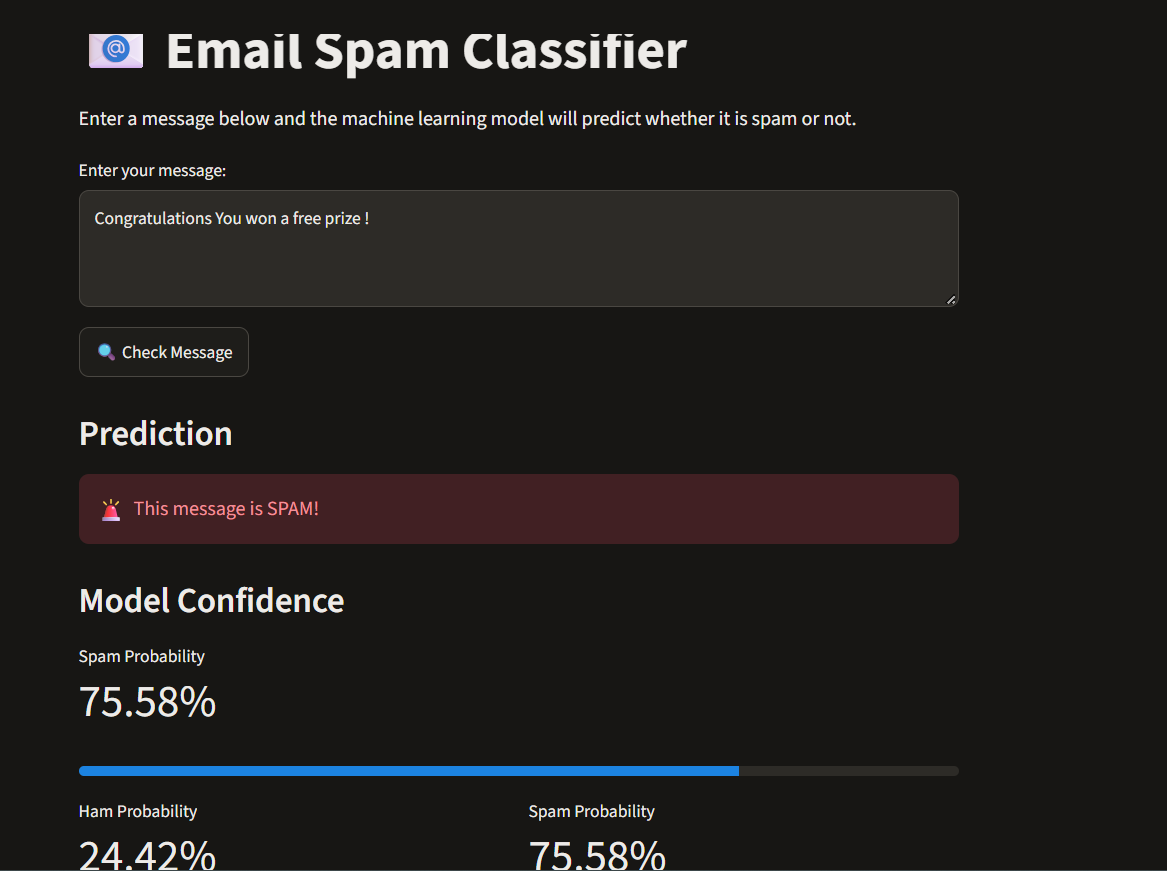 Email Spam Classifier
Enter a message below and the machine learning model will predict whether it is spam or not.
Enter your message:
Congratulations You won a free prize !
Check Message
Prediction
This message is SPAM!
Model Confidence
Spam Probability
75.58%
Ham Probability
Spam Probability
24.42%
75.58%